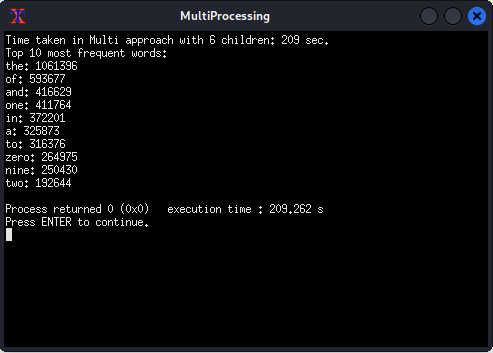 MultiProcessing
Time taken in Multi approach with 6 children: 209 sec.
Top 10 most frequent words:
the: 1061396
of: 593677
and: 416629
one: 411764
in: 372201
a: 325873
to: 316376
zero: 264975
nine: 250430
two: 192644
Process returned 0 (0x0)   execution time : 209.262 s
Press ENTER to continue.